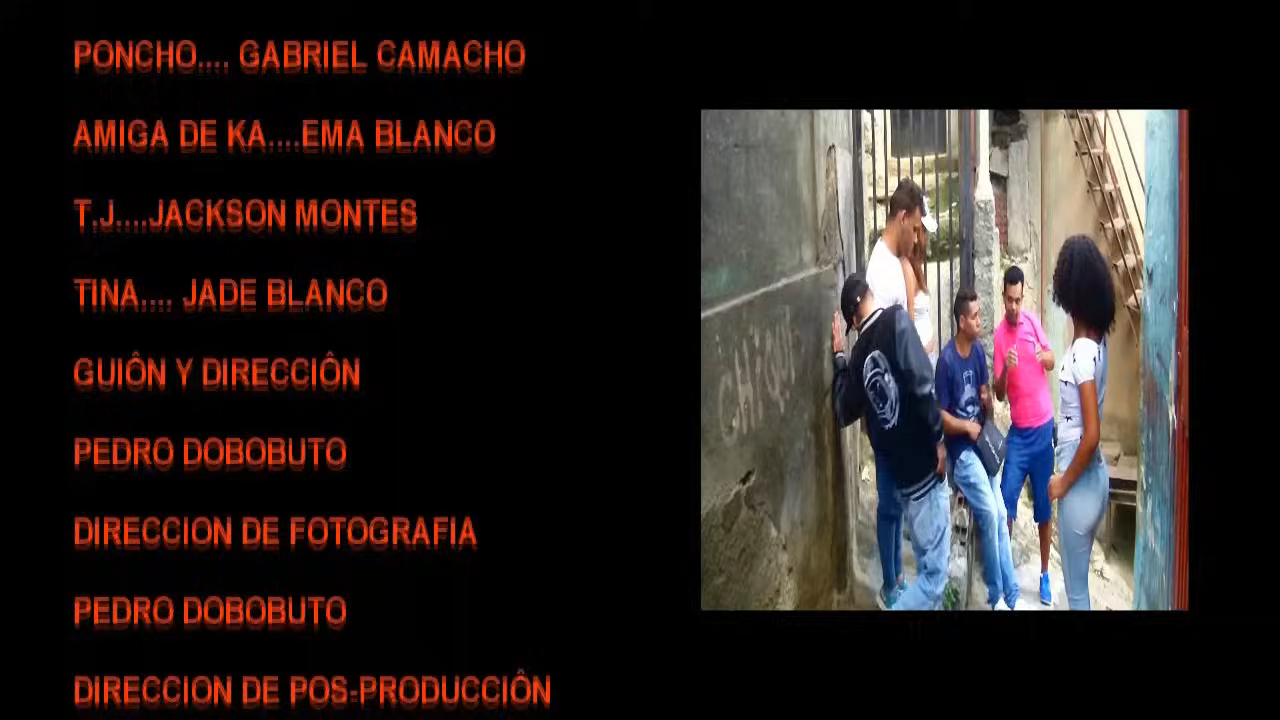 PONCHO.... GABRIEL CAMACHO
AMIGA DE KA....EMA BLANCO
T.J....JACKSON MONTES
TINA.... JADE BLANCO
GUIÔN Y DIRECCIÔN
PEDRO DOBOBUTO
DIRECCION DE FOTOGRAFIA
PEDRO DOBOBUTO
DIRECCION DE POS-PRODUCCIÔN
CHiQUi